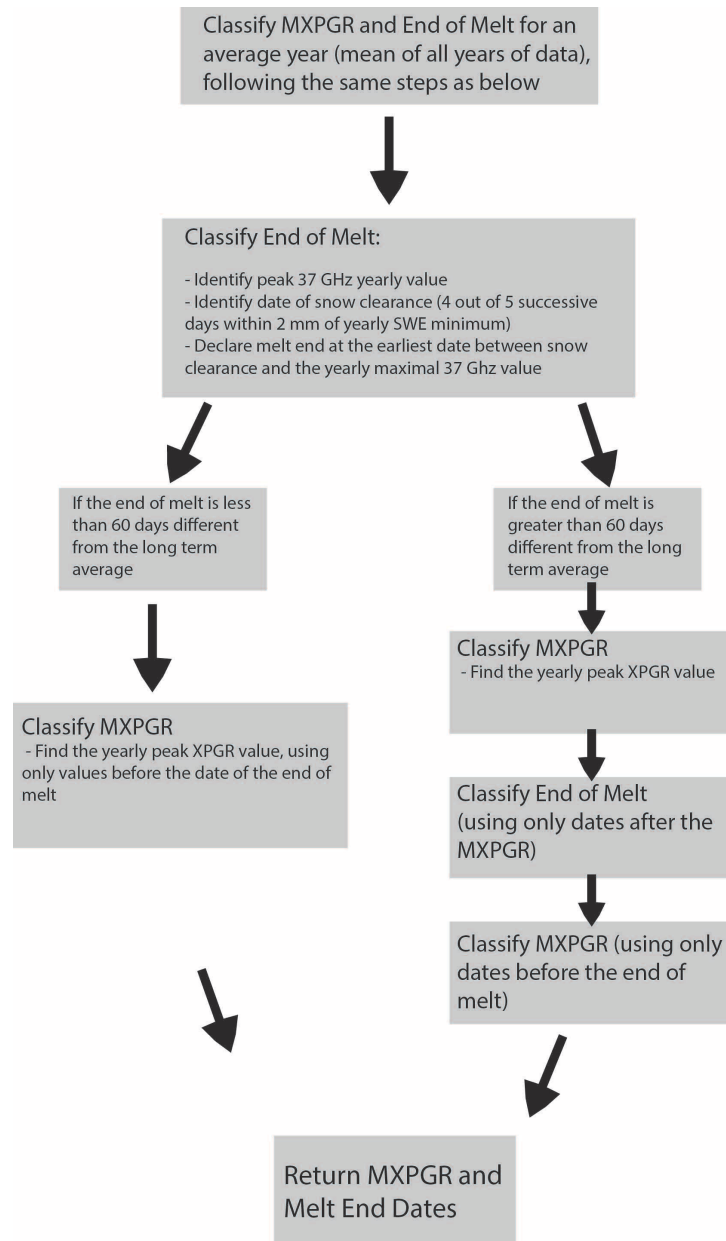 Classify MXPGR and End of Melt for an
average year (mean of all years of data),
following the same steps as below
Classify End of Melt:
- Identify peak 37 GHz yearly value
- Identify date of snow clearance (4 out of 5 successive
days within 2 mm of yearly SWE minimum)
- Declare melt end at the earliest date between snow
clearance and the yearly maximal 37 Ghz value
If the end of melt is less
than 60 days different
from the long term
average
Classify MXPGR
- Find the yearly peak XPGR value, using
only values before the date of the end of
melt
If the end of melt is
greater than 60 days
different from the long
term average
Classify MXPGR
- Find the yearly peak XPGR value
Classify End of Melt
(using only dates after the
MXPGR)
Classify MXPGR (using only
dates before the end of
melt)
Return MXPGR and
Melt End Dates